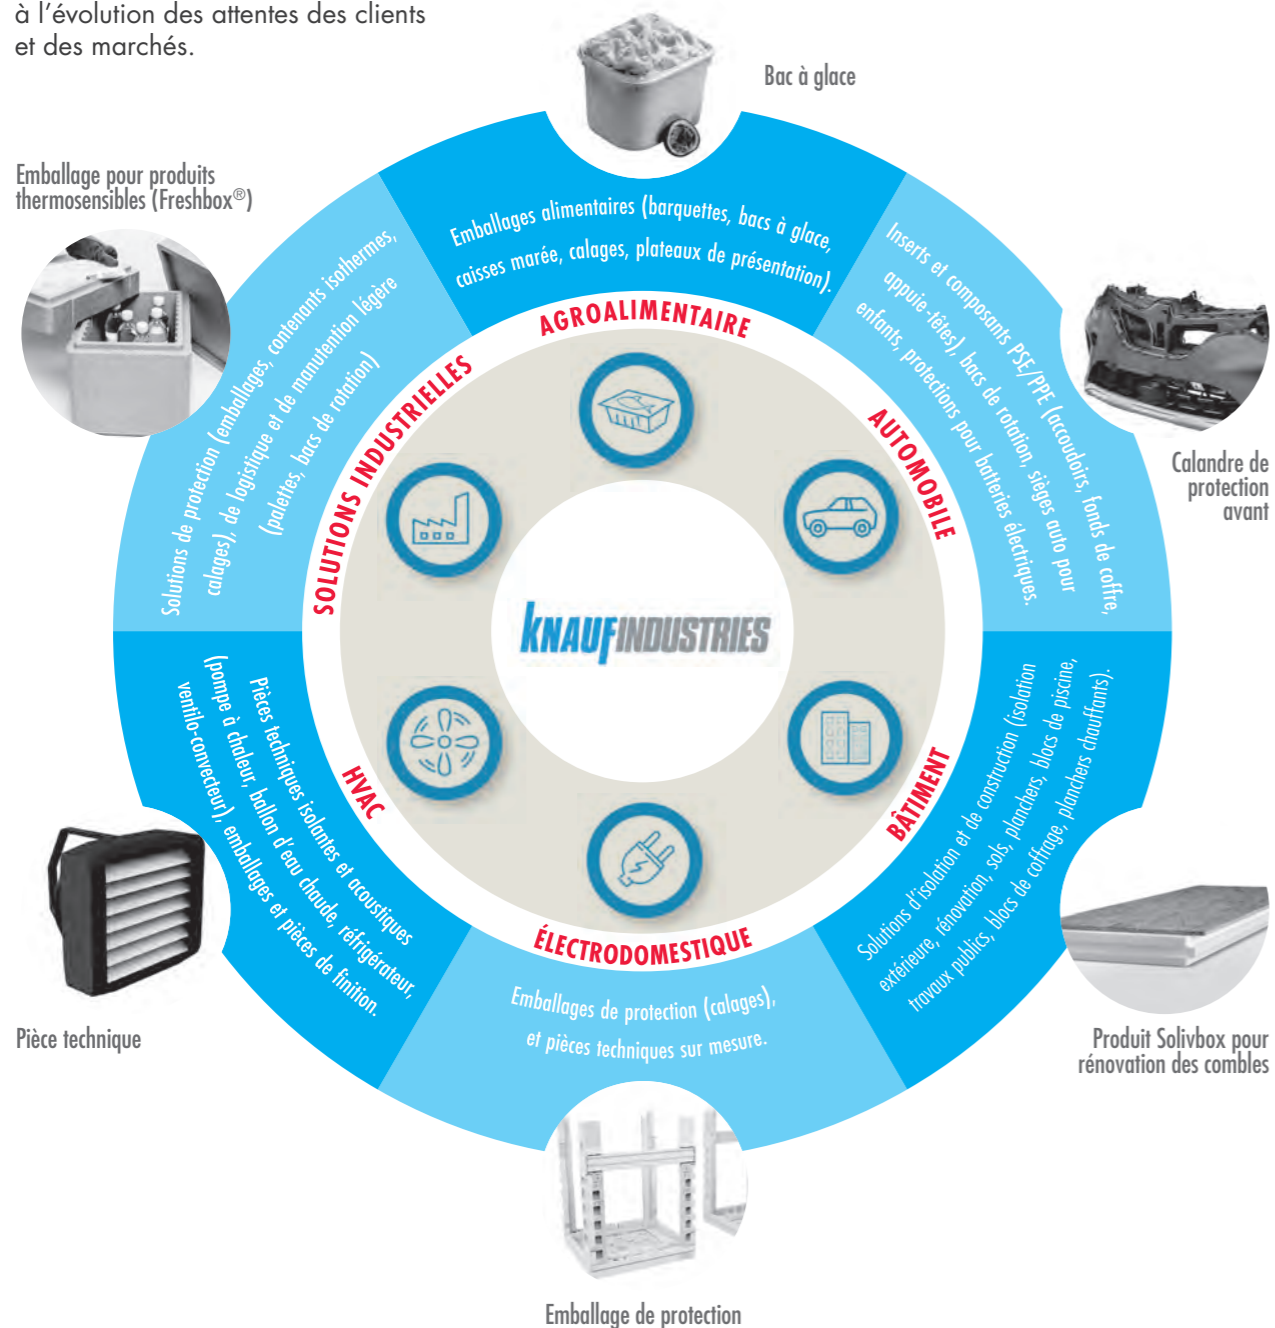 à l'évolution des attentes des clients
et des marchés.
Bac à glace
Emballage pour produits
thermosensibles (Freshbox®)
Emballages alimentaires (barquettes, bacs à glace,
caisses marée, calages, plateaux de présentation).
AGROALIMENTAIRE
Inserts et composants PSE/PPE (accoudoirs, fonds de coffre,
appuie-têtes), bacs de rotation, sièges auto pour
enfants, protections pour batteries électriques.
AUTOMOBILE
Calandre de
protection
avant
Solutions de protection (emballages, contenants isothermes,
calages), de logistique et de manutention légère
(palettes, bacs de rotation)
SOLUTIONS INDUSTRIELLES
KNAUFINDUSTRIES
Pièces techniques isolantes et acoustiques
(pompe à chaleur, ballon d'eau chaude, réfrigérateur,
ventilo-convecteur), emballages et pièces de finition.
HVAC
Pièce technique
Solutions d'isolation et de construction (isolation
extérieure, rénovation, sols, planchers, blocs de piscine,
travaux publics, blocs de coffrage, planchers chauffants).
BÂTIMENT
Produit Solivbox pour
rénovation des combles
ÉLECTRODOMESTIQUE
Emballages de protection (calages),
et pièces techniques sur mesure.
Emballage de protection